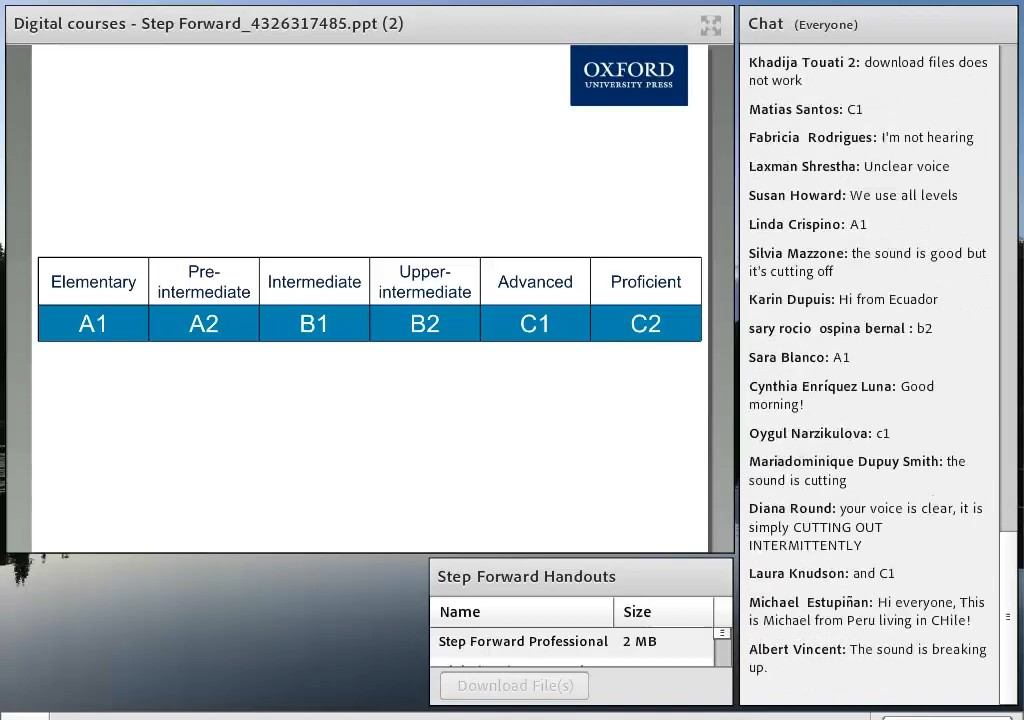 Digital courses - Step Forward_4326317485.ppt (2)
OXFORD
UNIVERSITY PRESS
Elementary
Pre-
intermediate
Intermediate
Upper-
intermediate
Advanced
Proficient
A1
A2
B1
B2
C1
C2
Step Forward Handouts
Name
Size
Step Forward Professional
2 MB
Download File(s)
Chat (Everyone)
Khadija Touati 2: download files does
not work
Matias Santos: C1
Fabricia Rodrigues: I'm not hearing
Laxman Shrestha: Unclear voice
Susan Howard: We use all levels
Linda Crispino: A1
Silvia Mazzone: the sound is good but
it's cutting off
Karin Dupuis: Hi from Ecuador
sary rocio ospina bernal : b2
Sara Blanco: A1
Cynthia Enríquez Luna: Good
morning!
Oygul Narzikulova: c1
Mariadominique Dupuy Smith: the
sound is cutting
Diana Round: your voice is clear, it is
simply CUTTING OUT
INTERMITTENTLY
Laura Knudson: and C1
Michael Estupiñan: Hi everyone, This
is Michael from Peru living in CHile!
Albert Vincent: The sound is breaking
up.